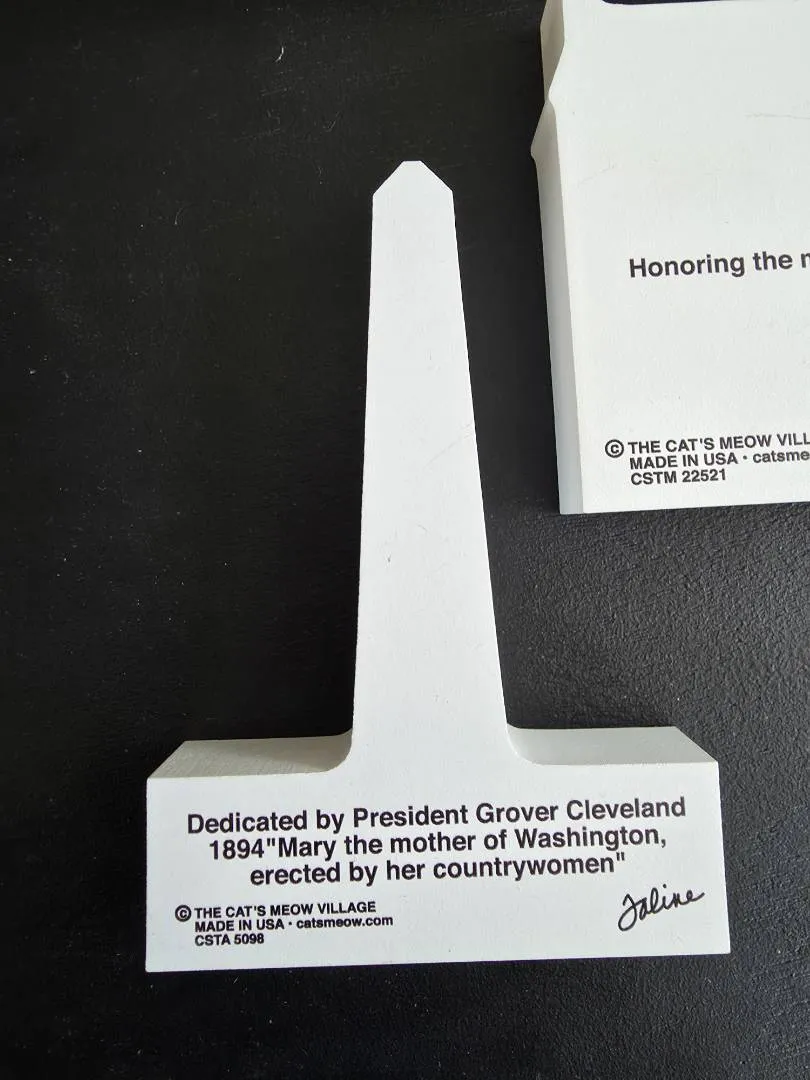 Honoring the
© THE CAT'S MEOW VILL
MADE IN USA • catsme
CSTM 22521
Dedicated by President Grover Cleveland
1894"Mary the mother of Washington,
erected by her countrywomen"
© THE CAT'S MEOW VILLAGE
MADE IN USA • catsmeow.com
CSTA 5098
Jaline